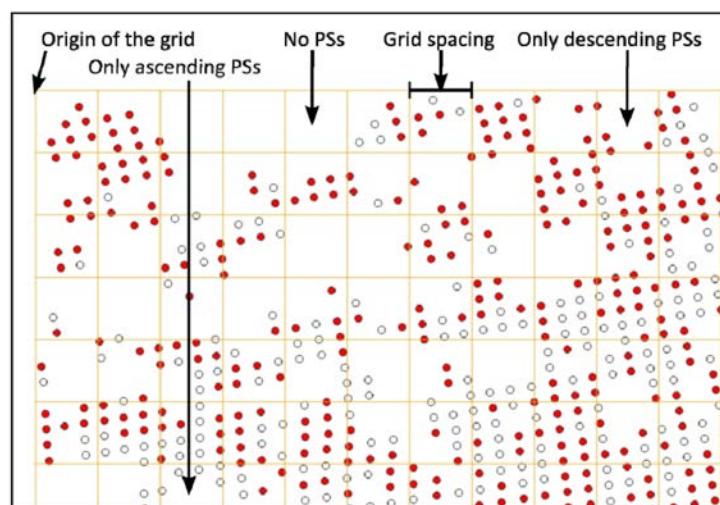 Origin of the grid
No PSs
Grid spacing
Only descending PSs
Only ascending PSs